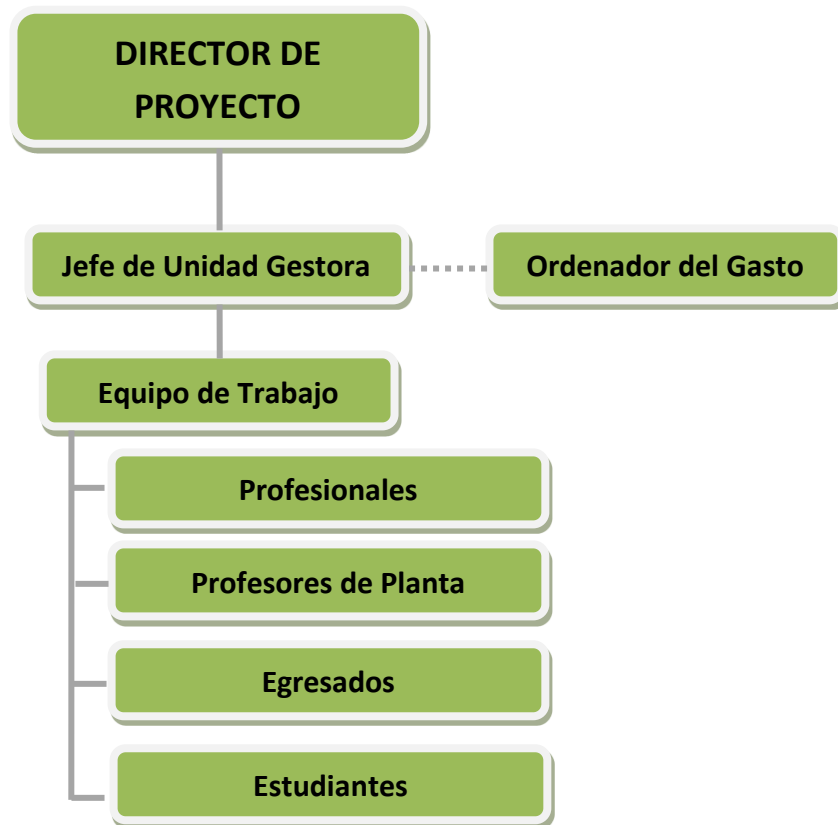 DIRECTOR DE
PROYECTO
Jefe de Unidad Gestora
Ordenador del Gasto
Equipo de Trabajo
Profesionales
Profesores de Planta
Egresados
Estudiantes